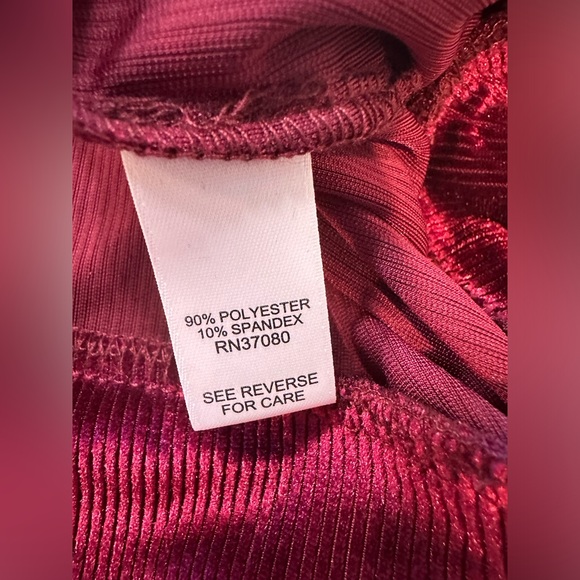 90% POLYESTER
10% SPANDEX
RN37080
SEE REVERSE
FOR CARE